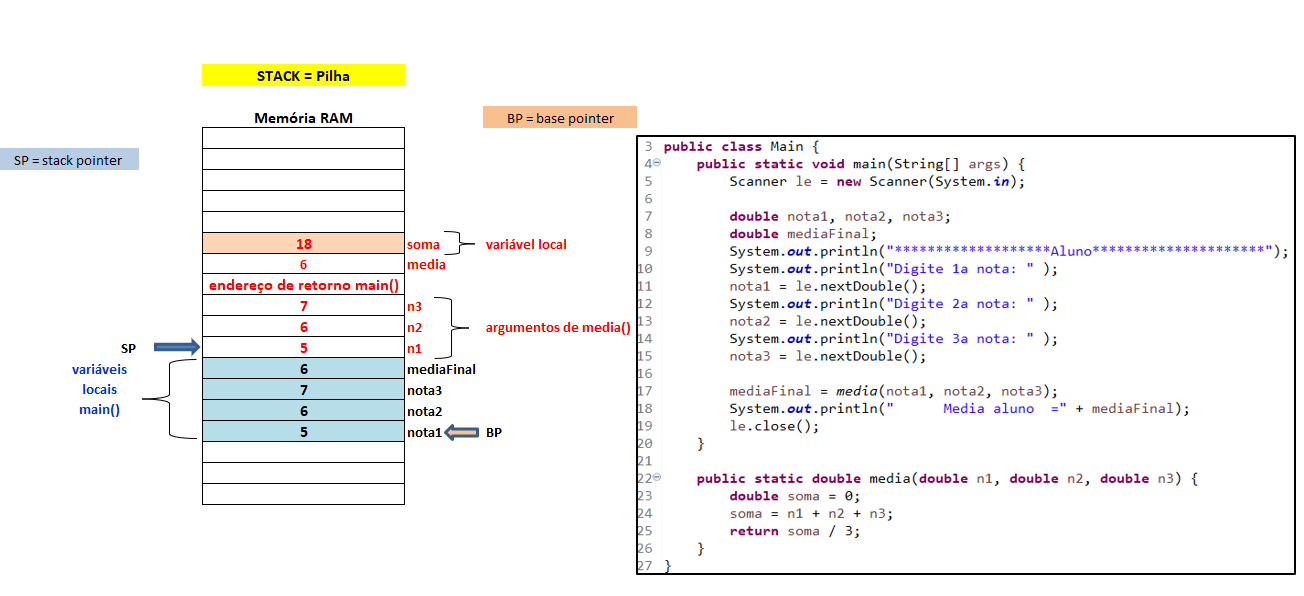 STACK = Pilha
Memória RAM
BP = base pointer
SP = stack pointer
18 soma variável local
6 media
endereço de retorno main()
7 n3
6 n2 argumentos de media()
SP 5 n1
variáveis 6 mediaFinal
locais 7 nota3
main() 6 nota2
5 nota1 BP
3 public class Main {
4 public static void main(String[] args) {
5 Scanner le = new Scanner(System.in);
6
7 double nota1, nota2, nota3;
8 double mediaFinal;
9 System.out.println("*******************Aluno*********************");
10 System.out.println("Digite 1a nota: " );
11 nota1 = le.nextDouble();
12 System.out.println("Digite 2a nota: " );
13 nota2 = le.nextDouble();
14 System.out.println("Digite 3a nota: " );
15 nota3 = le.nextDouble();
16
17 mediaFinal = media(nota1, nota2, nota3);
18 System.out.println("      Media aluno  =" + mediaFinal);
19 le.close();
20 }
21
22 public static double media(double n1, double n2, double n3) {
23 double soma = 0;
24 soma = n1 + n2 + n3;
25 return soma / 3;
26 }
27 }